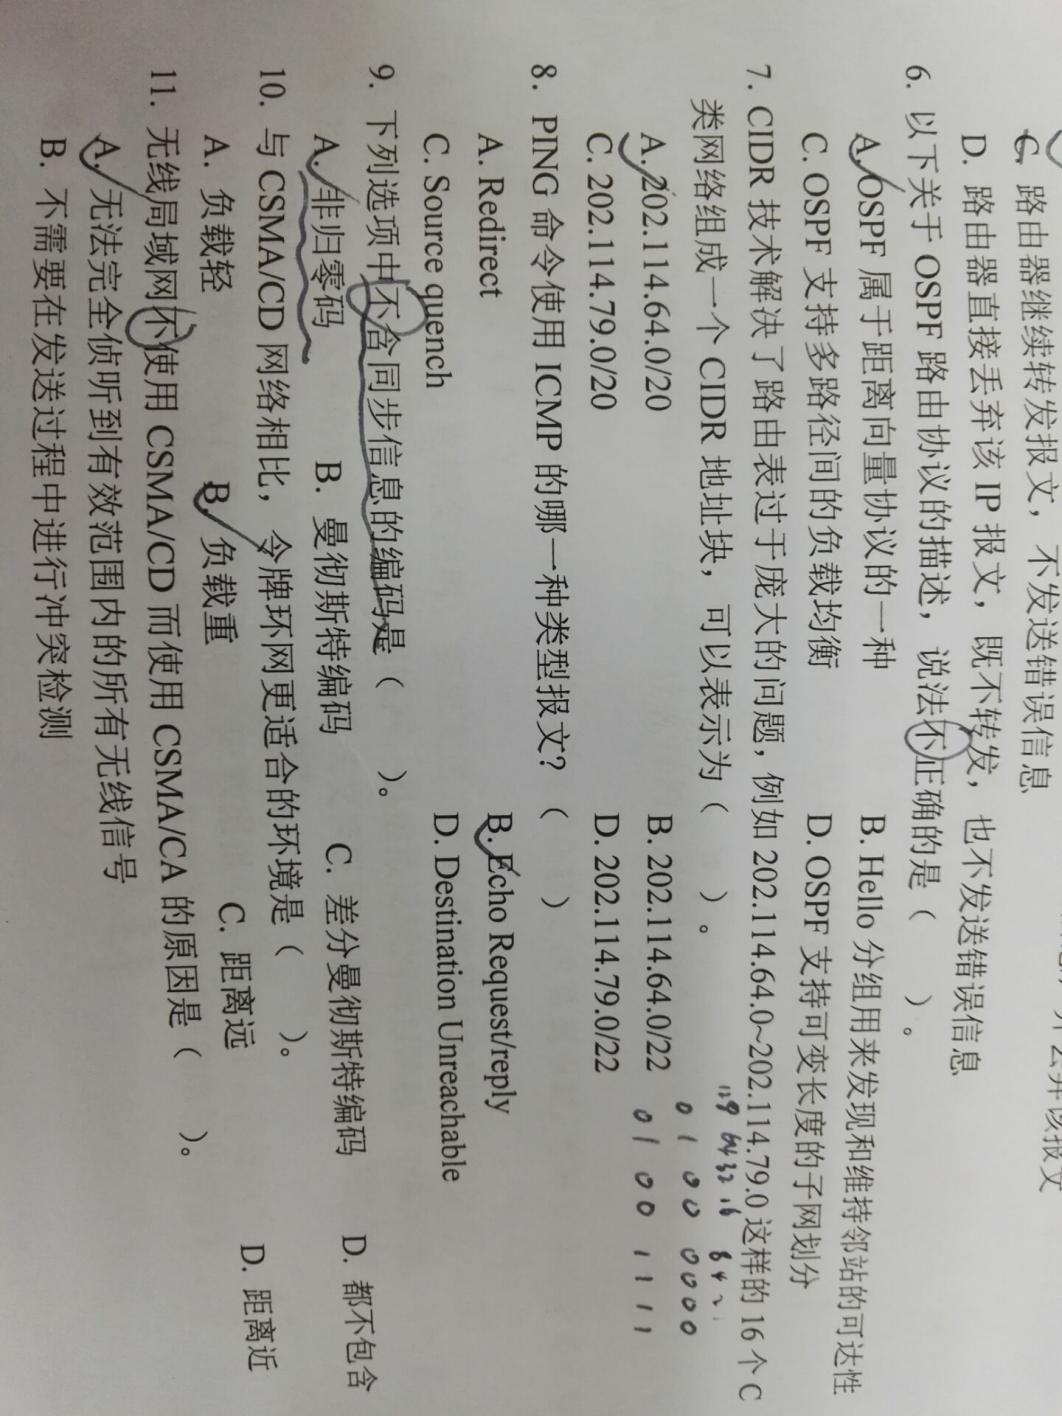 C. 路由器继续转发报文，不发送错误信息
D. 路由器直接丢弃该 IP 报文，既不转发，也不发送错误信息
6. 以下关于 OSPF 路由协议的描述，说法不正确的是（ ）。
A. OSPF 属于距离向量协议的一种 B. Hello 分组用来发现和维持邻站的可达性
C. OSPF 支持多路径间的负载均衡 D. OSPF 支持可变长度的子网划分
7. CIDR 技术解决了路由表过于庞大的问题，例如 202.114.64.0~202.114.79.0 这样的 16 个 C
类网络组成一个 CIDR 地址块，可以表示为（ ）。
A. 202.114.64.0/20 B. 202.114.64.0/22
C. 202.114.79.0/20 D. 202.114.79.0/22
64 32 16 8 4 2
0 1 0 0 0 0 0 0
0 1 0 0 1 1 1 1
8. PING 命令使用 ICMP 的哪一种类型报文？（ ）
A. Redirect B. Echo Request/reply
C. Source quench D. Destination Unreachable
9. 下列选项中不含同步信息的编码是（ ）。
A. 非归零码 B. 曼彻斯特编码 C. 差分曼彻斯特编码 D. 都不包含
10. 与 CSMA/CD 网络相比，令牌环网更适合的环境是（ ）。
A. 负载轻 B. 负载重 C. 距离远 D. 距离近
11. 无线局域网不使用 CSMA/CD 而使用 CSMA/CA 的原因是（ ）。
A. 无法完全侦听到有效范围内的所有无线信号
B. 不需要在发送过程中进行冲突检测